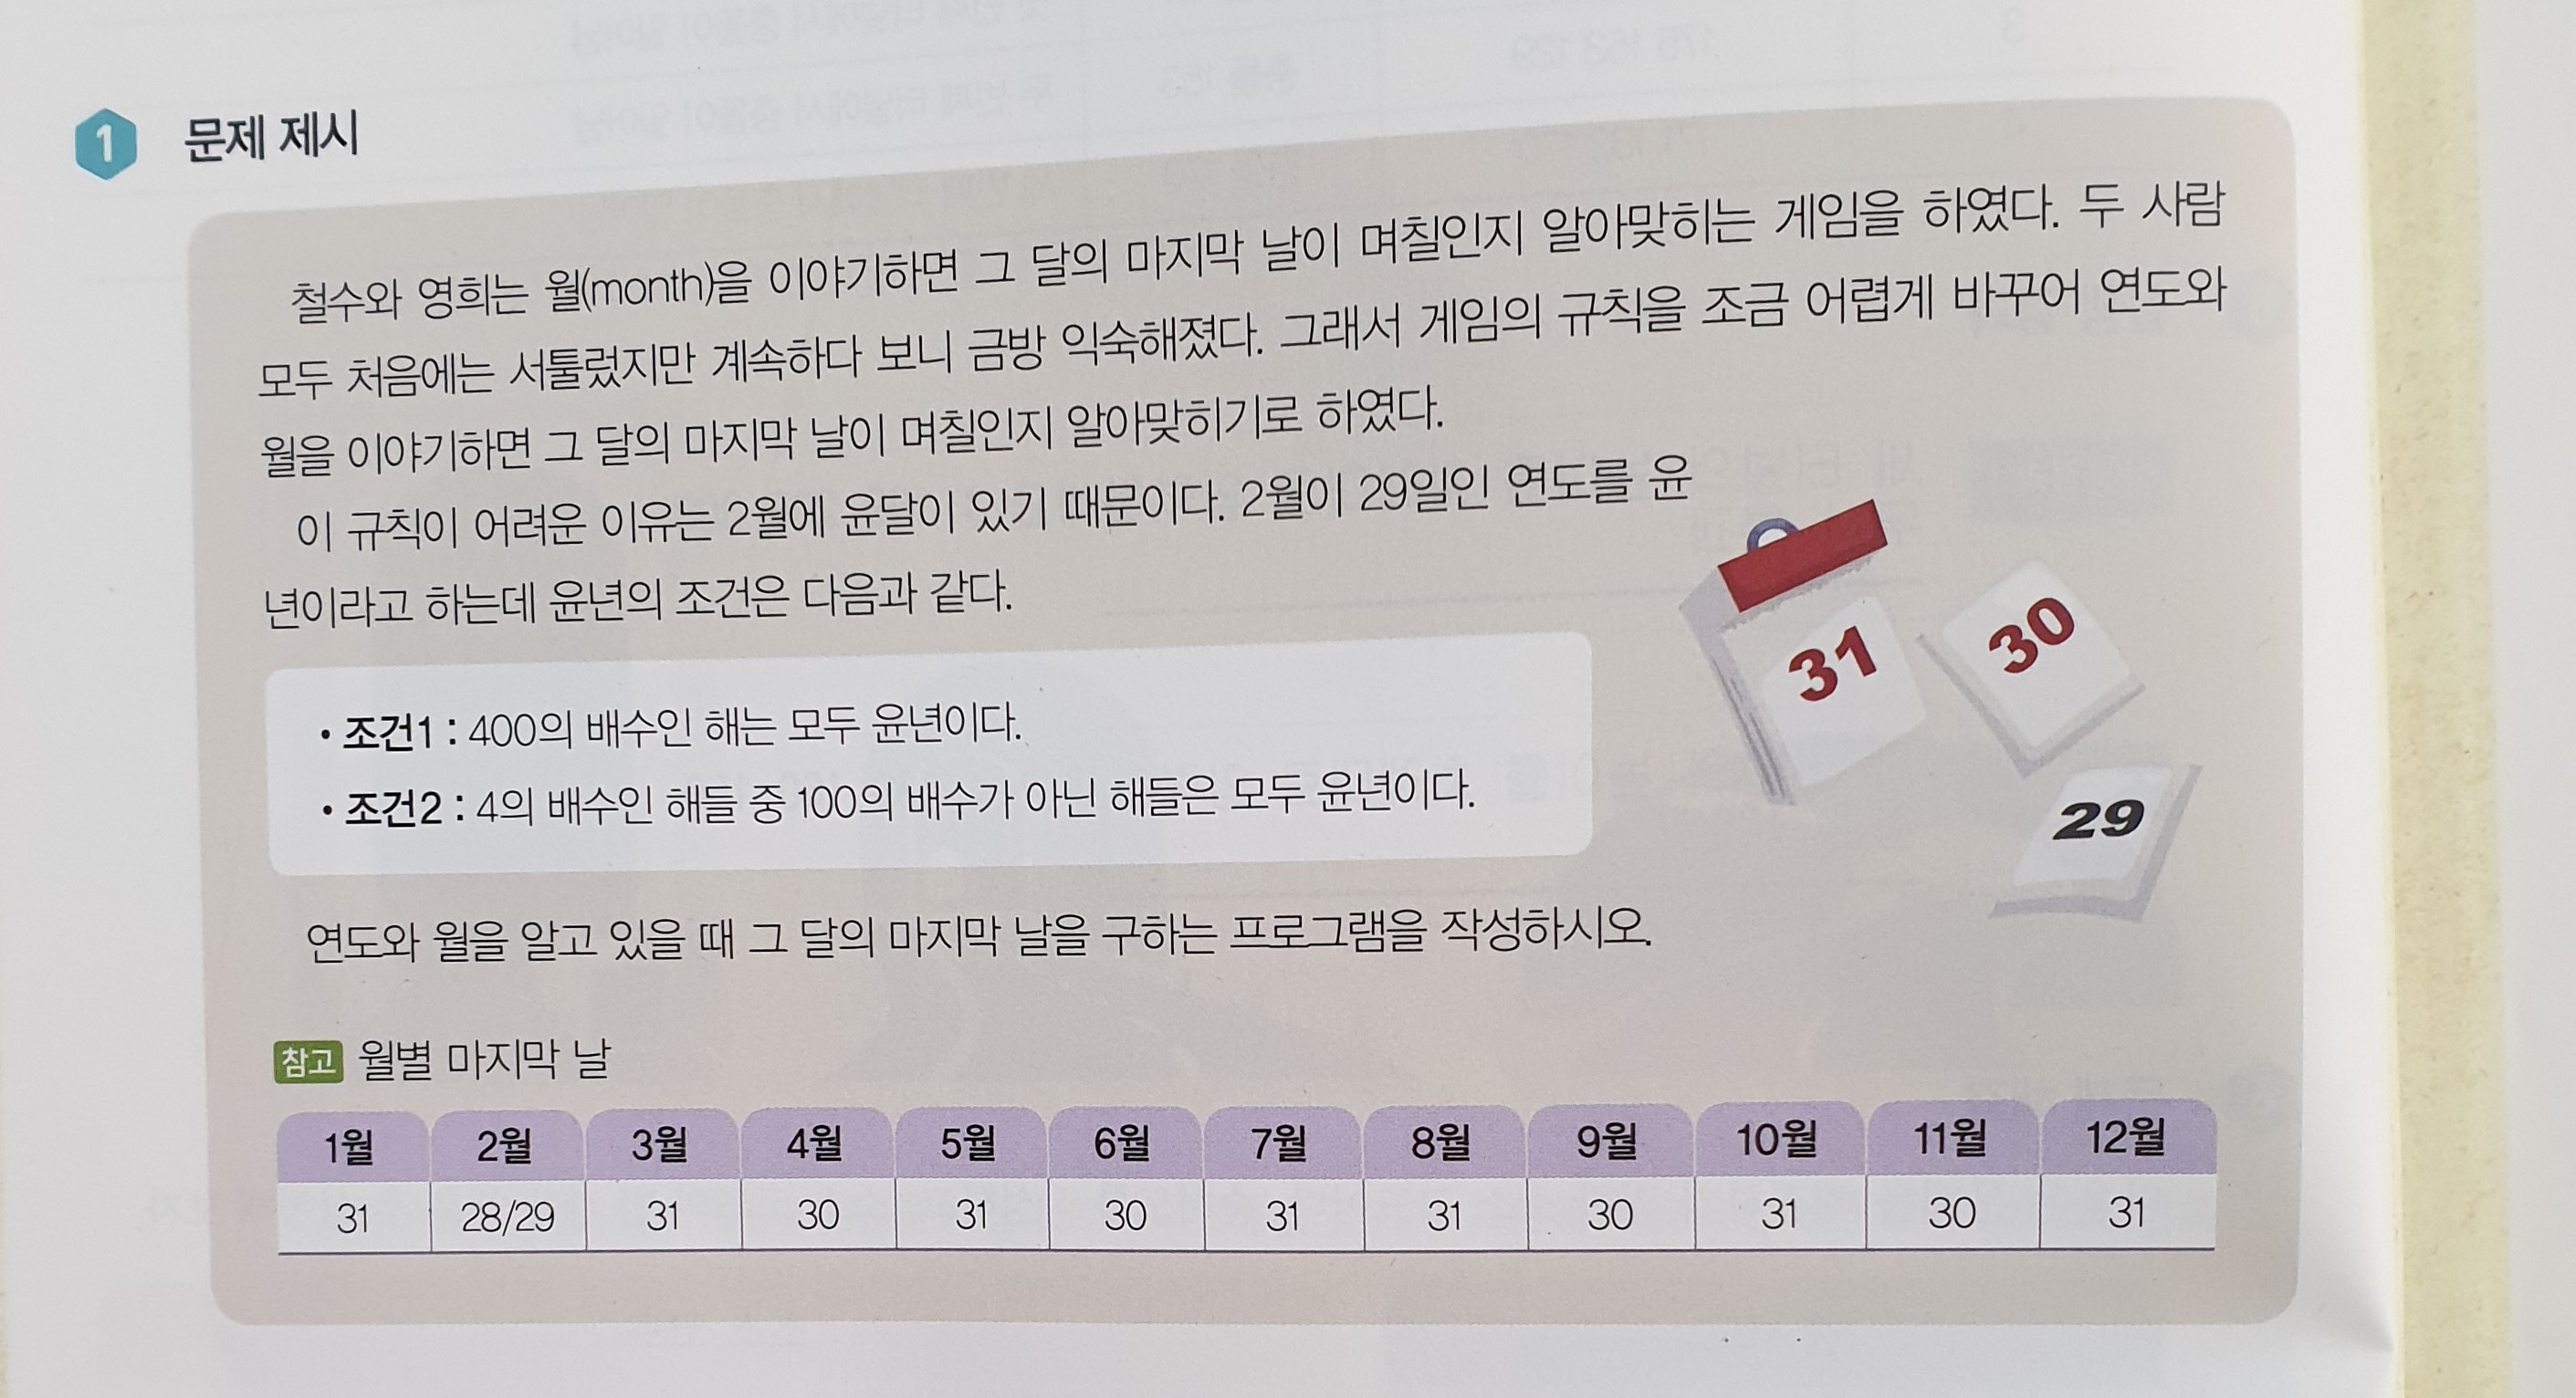 1 문제 제시
철수와 영희는 월(month)을 이야기하면 그 달의 마지막 날이 며칠인지 알아맞히는 게임을 하였다. 두 사람
모두 처음에는 서툴렀지만 계속하다 보니 금방 익숙해졌다. 그래서 게임의 규칙을 조금 어렵게 바꾸어 연도와
월을 이야기하면 그 달의 마지막 날이 며칠인지 알아맞히기로 하였다.
이 규칙이 어려운 이유는 2월에 윤달이 있기 때문이다. 2월이 29일인 연도를 윤
년이라고 하는데 윤년의 조건은 다음과 같다.
31
30
29
• 조건1 : 400의 배수인 해는 모두 윤년이다.
• 조건2 : 4의 배수인 해들 중 100의 배수가 아닌 해들은 모두 윤년이다.
연도와 월을 알고 있을 때 그 달의 마지막 날을 구하는 프로그램을 작성하시오.
참고 월별 마지막 날
1월 2월 3월 4월 5월 6월 7월 8월 9월 10월 11월 12월
31 28/29 31 30 31 30 31 31 30 31 30 31